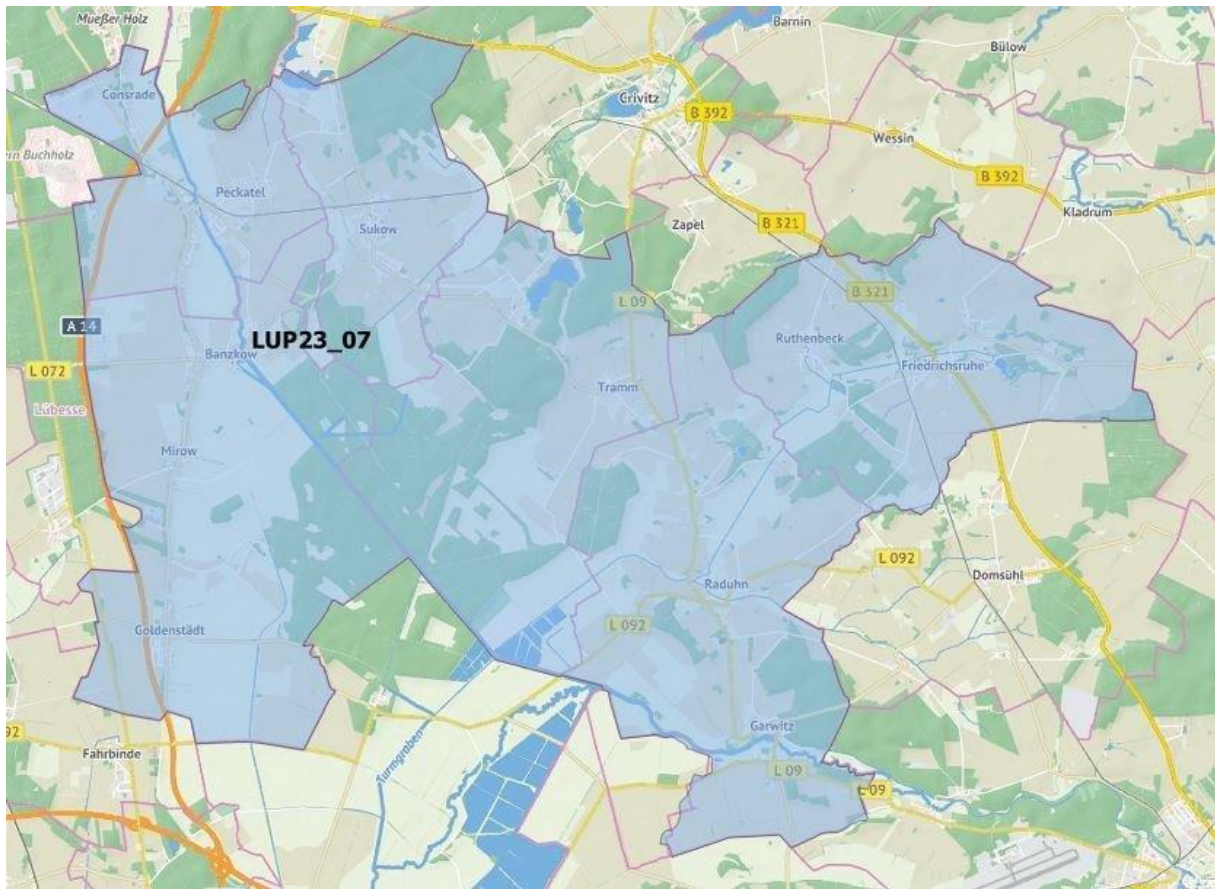 Mueßer Holz
Barnin
Bülow
Consrade
Crivitz
B 392
Wessin
ern Buchholz
B 392
Peckatel
Kladrum
Sukow
Zapel
B 321
B 321
L 09
A 14
LUP23_07
Ruthenbeck
Banzkow
Friedrichsruhe
L 072
Tramm
Lübesse
Mirow
L 092
Domsühl
Raduhn
Goldenstädt
L 092
Garwitz
92
Fahrbinde
Turmgraben
L 09
L 09